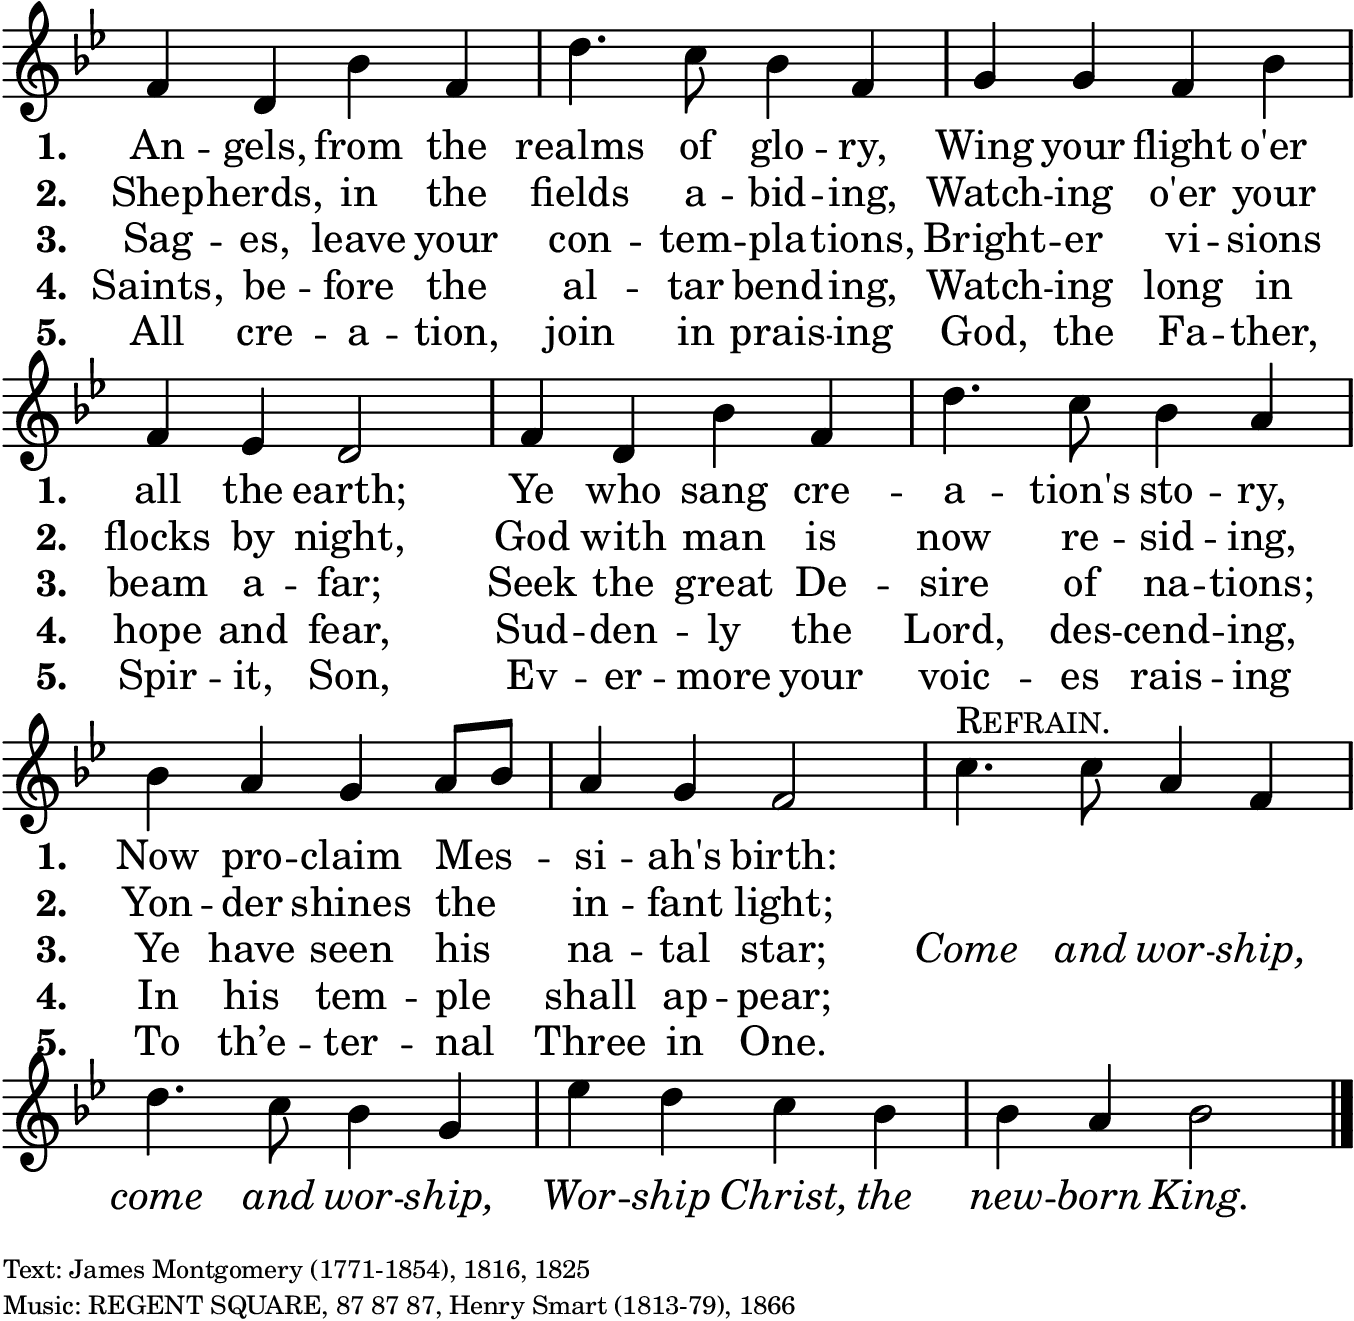 1. An - gels, from the realms of glo - ry, Wing your flight o'er
2. Shep - herds, in the fields a - bid - ing, Watch - ing o'er your
3. Sag - es, leave your con - tem - pla - tions, Bright - er vi - sions
4. Saints, be - fore the al - tar bend - ing, Watch - ing long in
5. All cre - a - tion, join in prais - ing God, the Fa - ther,
1. all the earth; Ye who sang cre - a - tion's sto - ry,
2. flocks by night, God with man is now re - sid - ing,
3. beam a - far; Seek the great De - sire of na - tions;
4. hope and fear, Sud - den - ly the Lord, des - cend - ing,
5. Spir - it, Son, Ev - er - more your voic - es rais - ing
REFRAIN.
1. Now pro - claim Mes - si - ah's birth:
2. Yon - der shines the in - fant light;
3. Ye have seen his na - tal star; Come and wor - ship,
4. In his tem - ple shall ap - pear;
5. To th’e - ter - nal Three in One.
come and wor - ship, Wor - ship Christ, the new - born King.
Text: James Montgomery (1771-1854), 1816, 1825
Music: REGENT SQUARE, 87 87 87, Henry Smart (1813-79), 1866